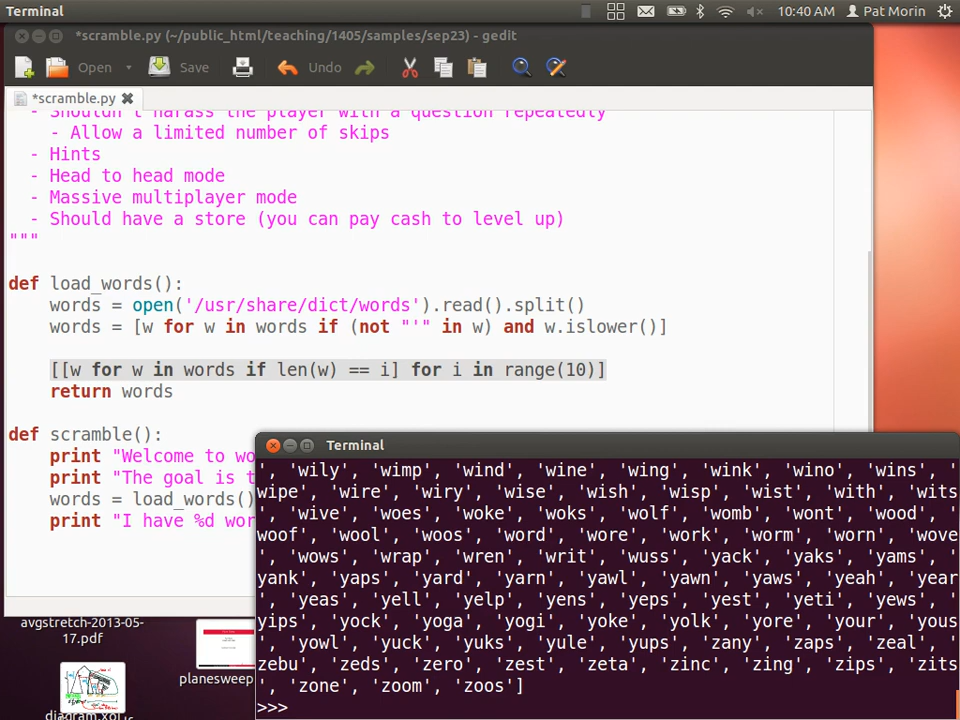 Terminal
10:40 AM
Pat Morin
*scramble.py (~/public_html/teaching/1405/samples/sep23) - gedit
Open
Save
Undo
*scramble.py
- Shouldn't harass the player with a question repeatedly
- Allow a limited number of skips
- Hints
- Head to head mode
- Massive multiplayer mode
- Should have a store (you can pay cash to level up)
"""
def load_words():
words = open('/usr/share/dict/words').read().split()
words = [w for w in words if (not "'" in w) and w.islower()]
[[w for w in words if len(w) == i] for i in range(10)]
return words
def scramble():
print "Welcome to wo
print "The goal is t
words = load_words()
print "I have %d wor
Terminal
', 'wily', 'wimp', 'wind', 'wine', 'wing', 'wink', 'wino', 'wins', '
wipe', 'wire', 'wiry', 'wise', 'wish', 'wisp', 'wist', 'with', 'wits
', 'wive', 'woes', 'woke', 'woks', 'wolf', 'womb', 'wont', 'wood', '
woof', 'wool', 'woos', 'word', 'wore', 'work', 'worm', 'worn', 'wove
', 'wows', 'wrap', 'wren', 'writ', 'wuss', 'yack', 'yaks', 'yams', '
yank', 'yaps', 'yard', 'yarn', 'yawl', 'yawn', 'yaws', 'yeah', 'year
', 'yeas', 'yell', 'yelp', 'yens', 'yeps', 'yest', 'yeti', 'yews', '
yips', 'yock', 'yoga', 'yogi', 'yoke', 'yolk', 'yore', 'your', 'yous
', 'yowl', 'yuck', 'yuks', 'yule', 'yups', 'zany', 'zaps', 'zeal', '
zebu', 'zeds', 'zero', 'zest', 'zeta', 'zinc', 'zing', 'zips', 'zits
', 'zone', 'zoom', 'zoos']
>>>
avgstretch-2013-05-
17.pdf
planesweep
diagram.xoj